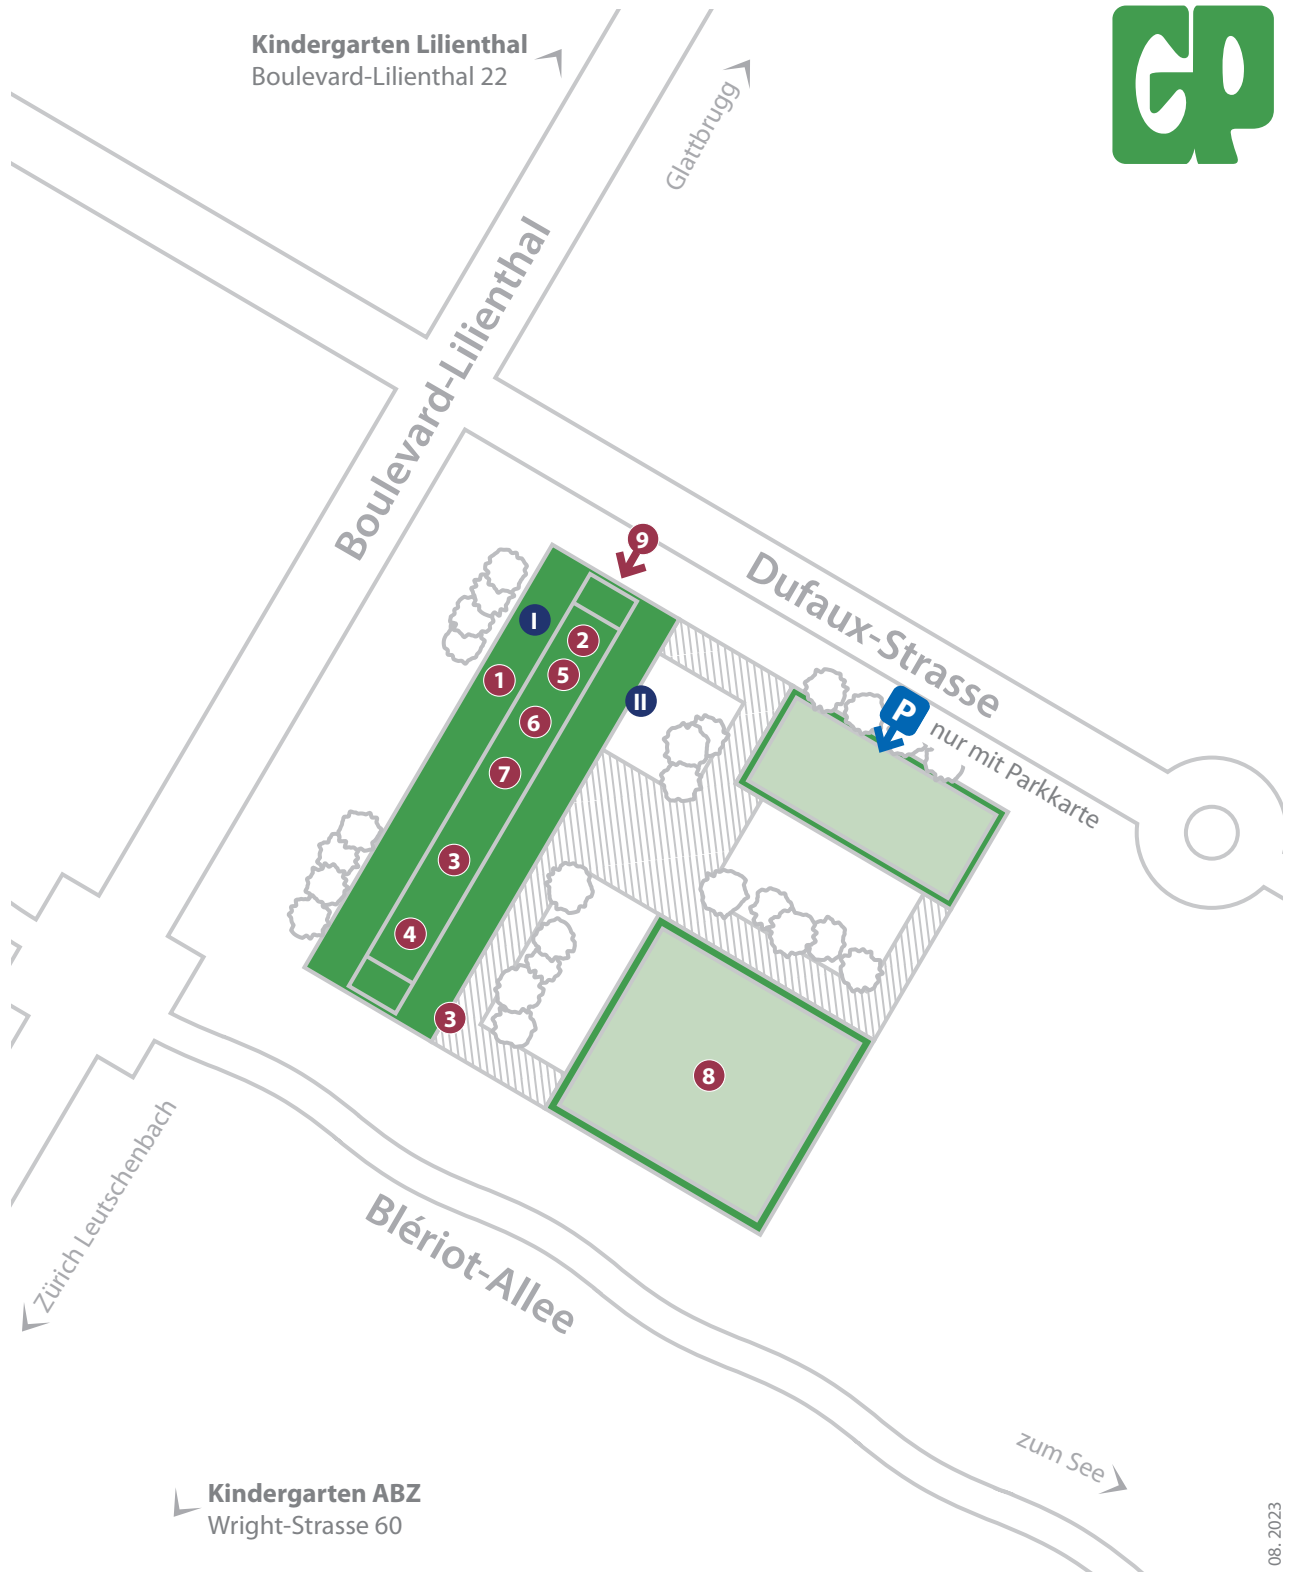 Kindergarten Lilienthal
Boulevard-Lilienthal 22
GP
Glattbrugg
Boulevard-Lilienthal
9
Dufaux-Strasse
I
2
1
5
II
6
P
nur mit Parkkarte
7
3
4
3
8
Zürich Leutschenbach
Blériot-Allee
zum See
Kindergarten ABZ
Wright-Strasse 60
08. 2023